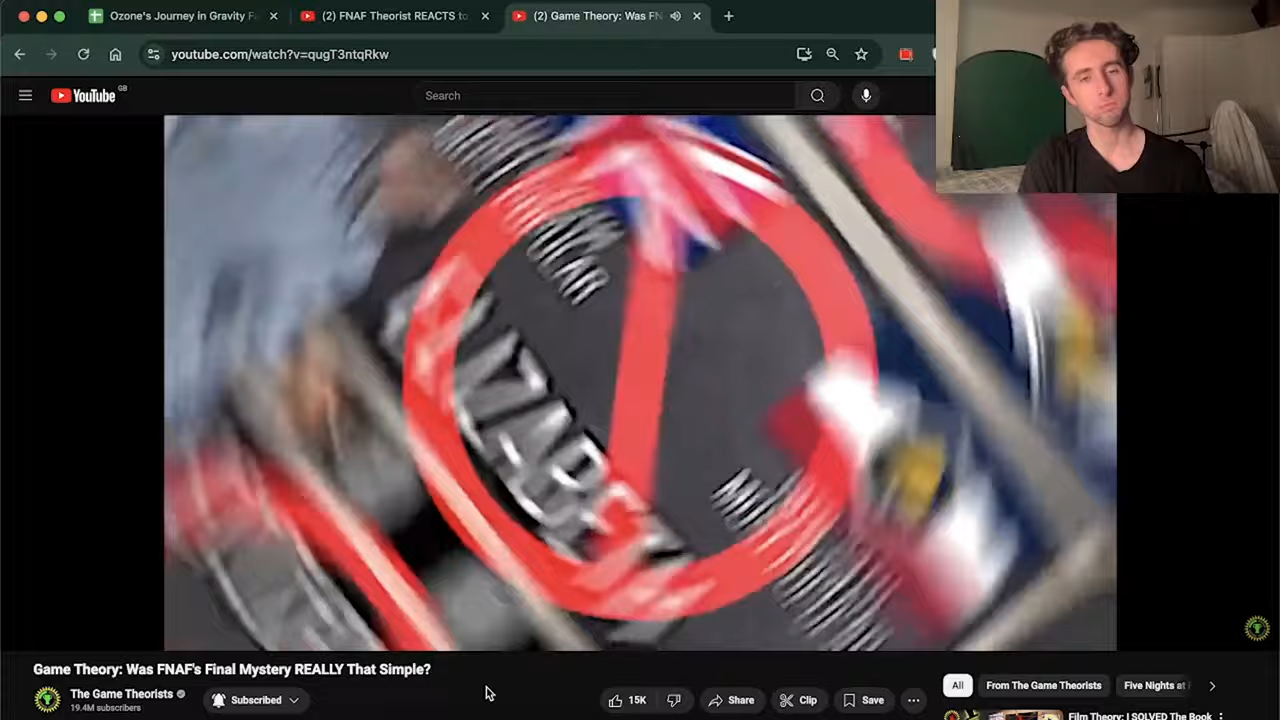 Ozone's Journey in Gravity Fa
(2) FNAF Theorist REACTS to
(2) Game Theory: Was FN
youtube.com/watch?v=qugT3ntqRkw
YouTube GB
Search
Game Theory: Was FNAF's Final Mystery REALLY That Simple?
The Game Theorists
19.4M subscribers
Subscribed
15K
Share
Clip
Save
All
From The Game Theorists
Five Nights at
Film Theory: I SOLVED The Book